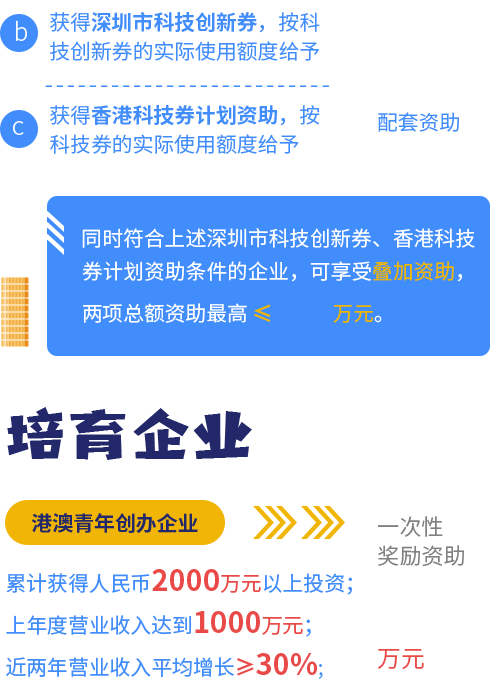 b
获得深圳市科技创新券，按科
技创新券的实际使用额度给予
c
获得香港科技券计划资助，按
科技券的实际使用额度给予
配套资助
同时符合上述深圳市科技创新券、香港科技
券计划资助条件的企业，可享受叠加资助，
两项总额资助最高 ≤ 万元。
培育企业
港澳青年创办企业
一次性
奖励资助
累计获得人民币2000万元以上投资；
上年度营业收入达到1000万元；
近两年营业收入平均增长≥30%；
万元